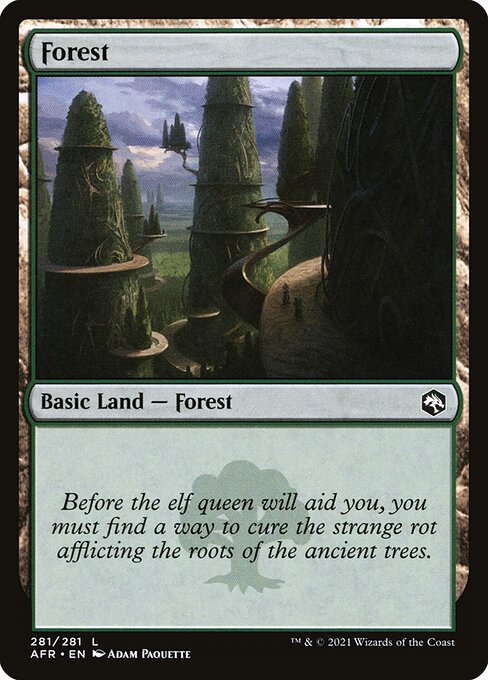 Forest
Basic Land — Forest
Before the elf queen will aid you, you
must find a way to cure the strange rot
afflicting the roots of the ancient trees.
281/281 L
™ & © 2021 Wizards of the Coast
AFR • EN Adam Paquette